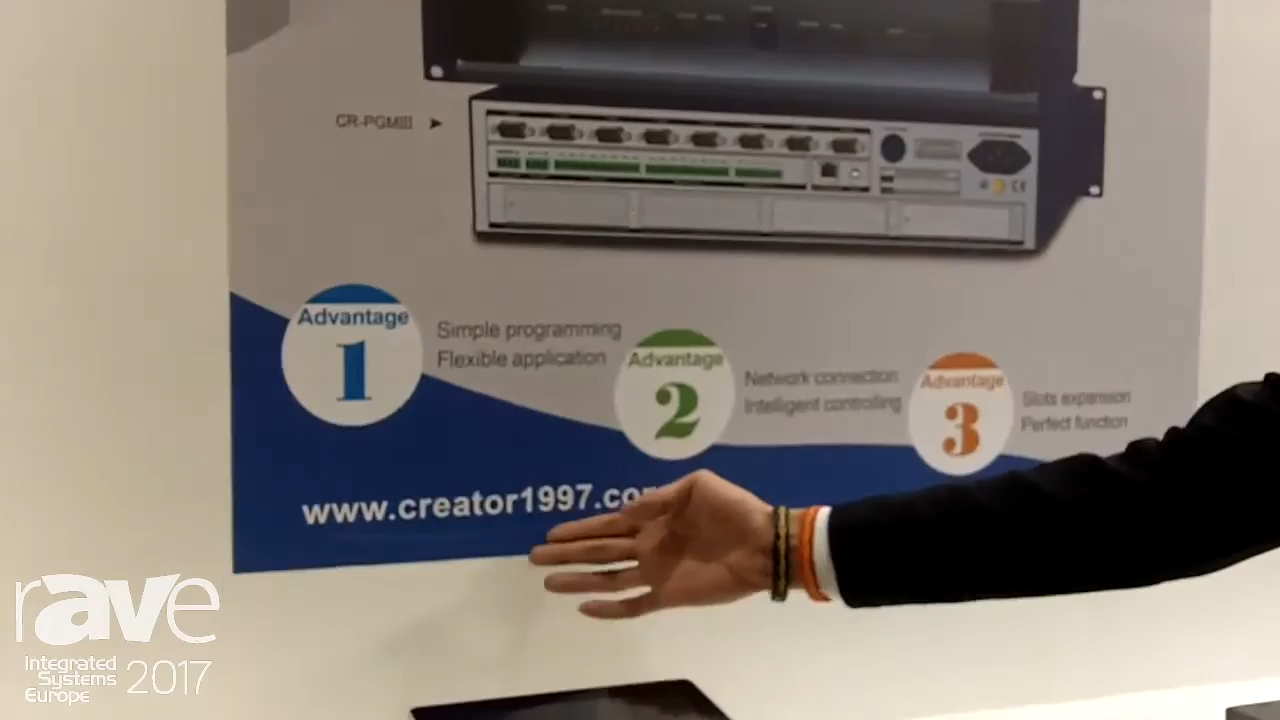 CR-PGMIII
Advantage
1
Simple programming
Flexible application
Advantage
2
Network connection
Intelligent controlling
Advantage
3
Slots expansion
Perfect function
www.creator1997.com
rave
Integrated
Systems
Europe
2017